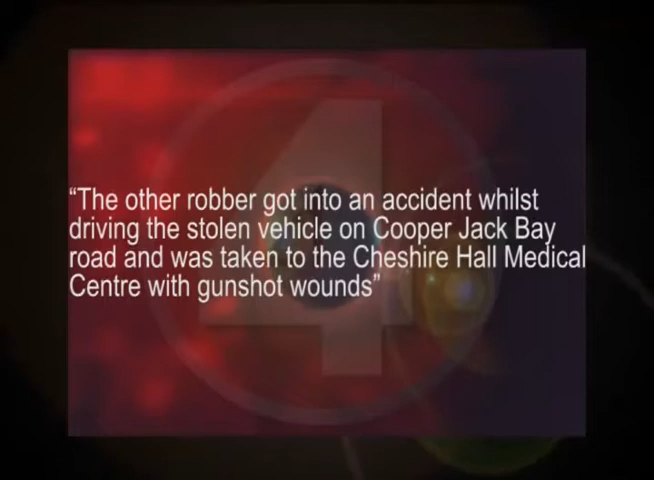 “The other robber got into an accident whilst
driving the stolen vehicle on Cooper Jack Bay
road and was taken to the Cheshire Hall Medical
Centre with gunshot wounds”
4